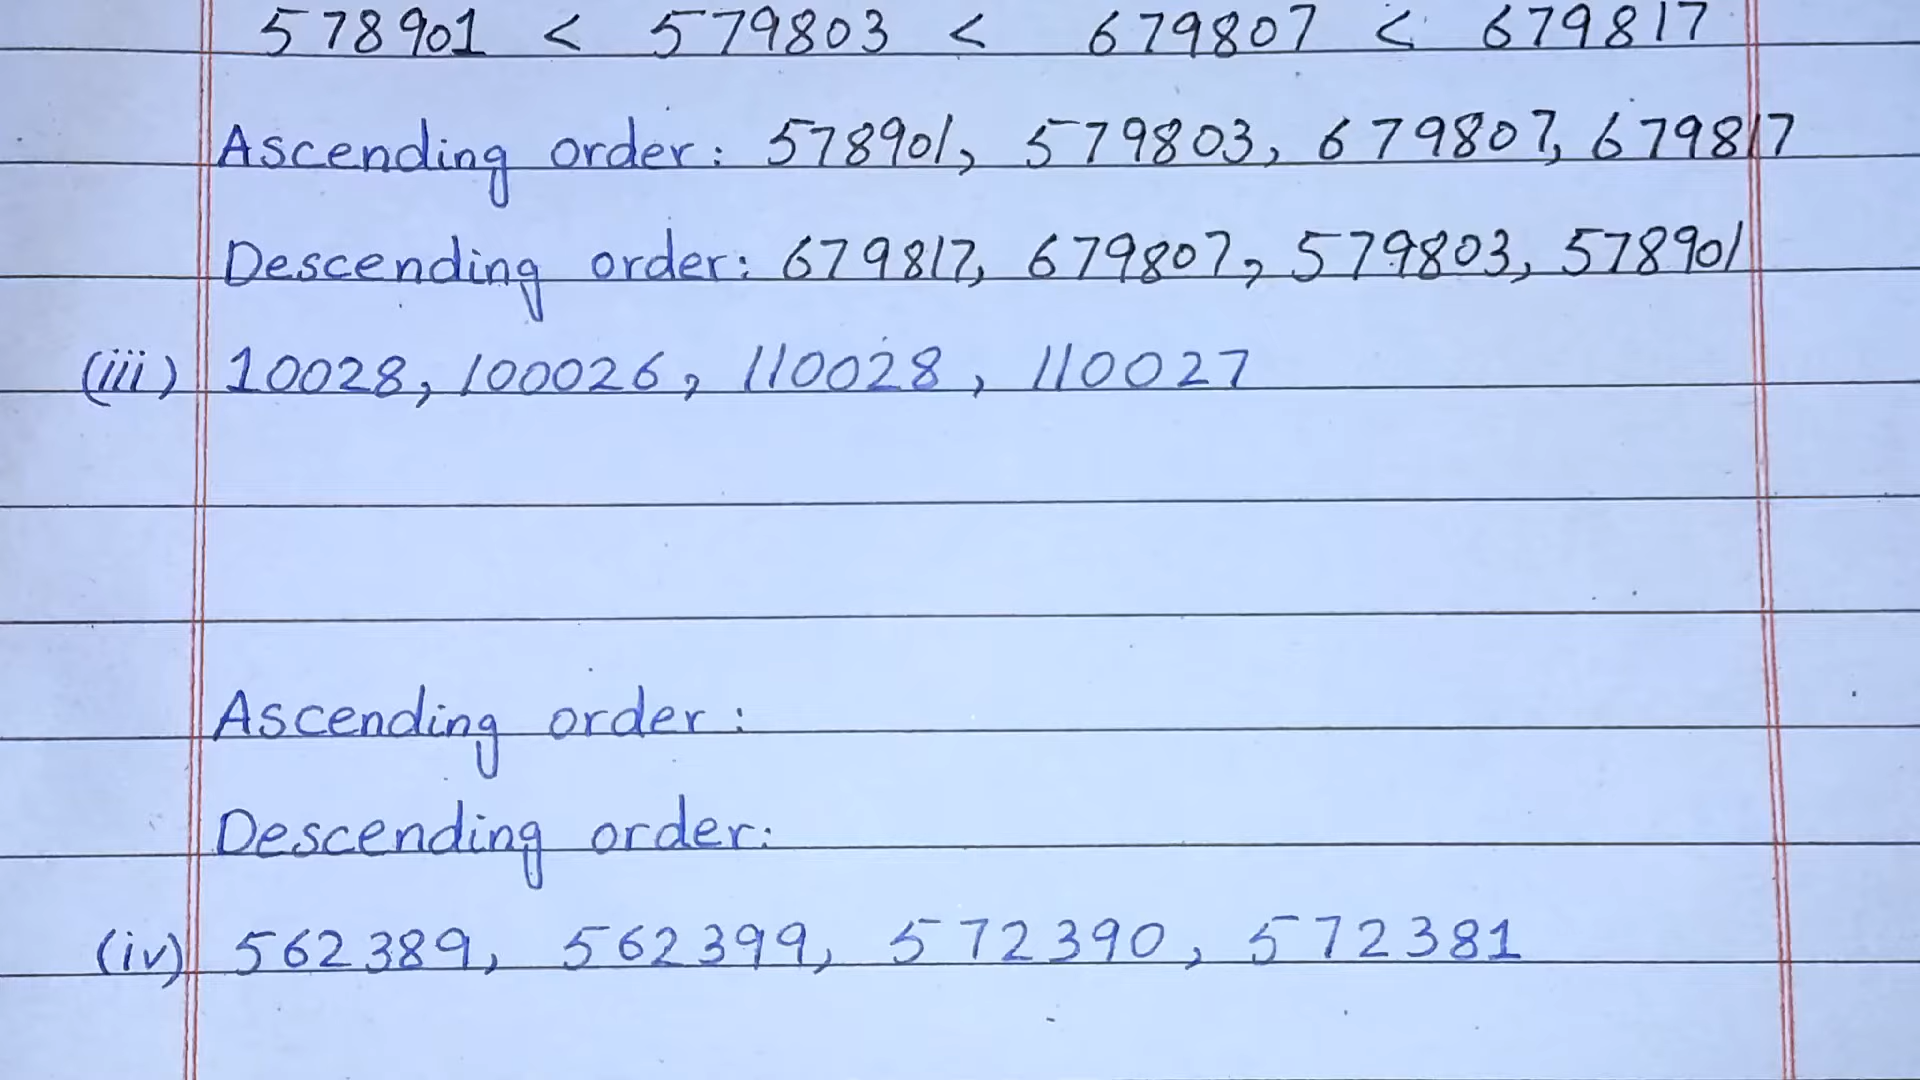 578901 < 579803 < 679807 < 679817
Ascending order: 578901, 579803, 679807, 679817
Descending order: 679817, 679807, 579803, 578901
(iii) 10028, 100026, 110028, 110027
Ascending order:
Descending order:
(iv) 562389, 562399, 572390, 572381